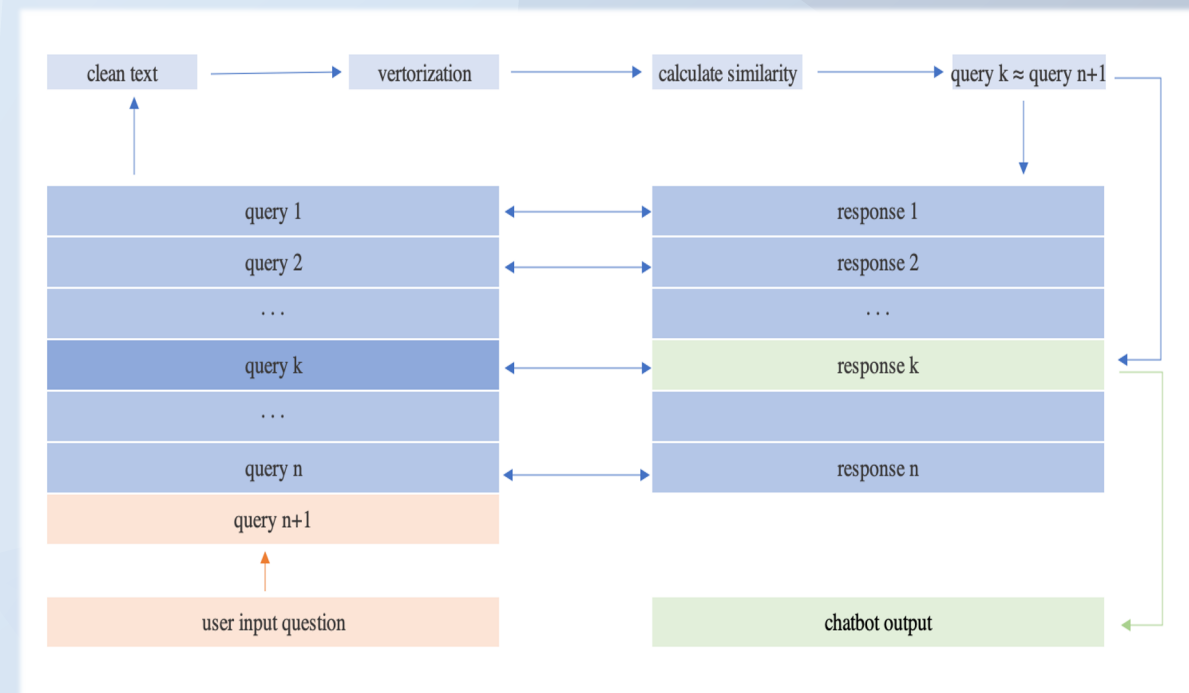 clean text
vertorization
calculate similarity
query k ≈ query n+1
query 1
response 1
query 2
response 2
. . .
. . .
query k
response k
. . .
query n
response n
query n+1
user input question
chatbot output